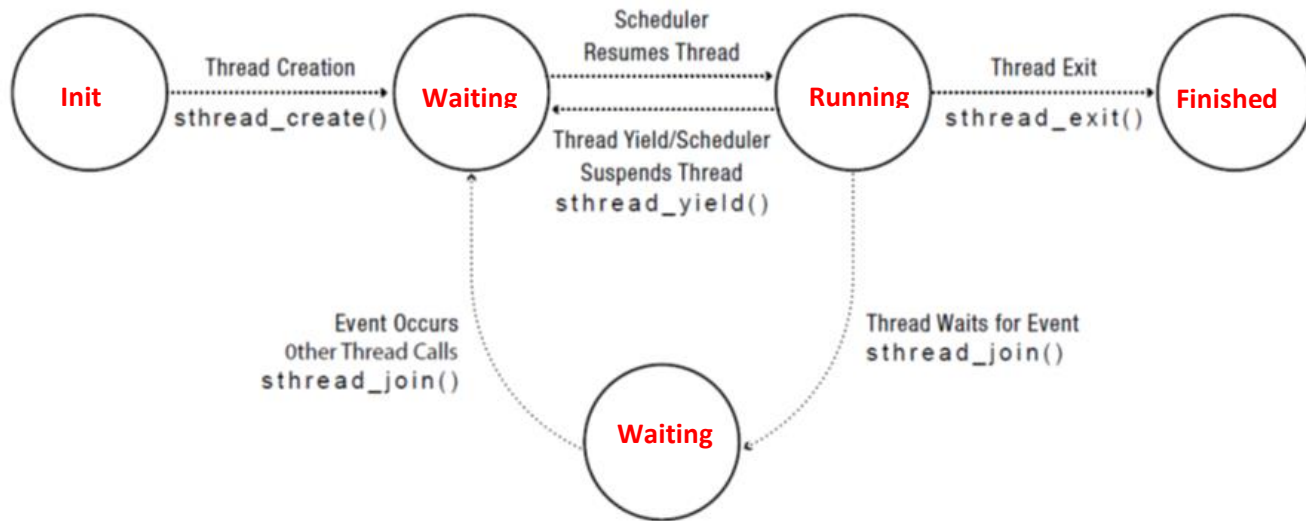 Init
Thread Creation
sthread_create()
Waiting
Scheduler
Resumes Thread
Thread Yield/Scheduler
Suspends Thread
sthread_yield()
Running
Thread Exit
sthread_exit()
Finished
Event Occurs
Other Thread Calls
sthread_join()
Waiting
Thread Waits for Event
sthread_join()